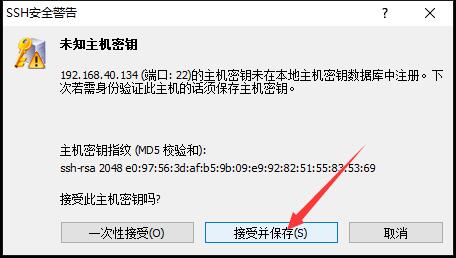 SSH安全警告
未知主机密钥
192.168.40.134 (端口: 22)的主机密钥未在本地主机密钥数据库中注册。下
次若需身份验证此主机的话须保存主机密钥。
主机密钥指纹 (MD5 校验和):
ssh-rsa 2048 e0:97:56:3d:af:b5:9b:09:e9:92:82:51:55:83:53:69
接受此主机密钥吗?
一次性接受(O) 接受并保存(S) 取消